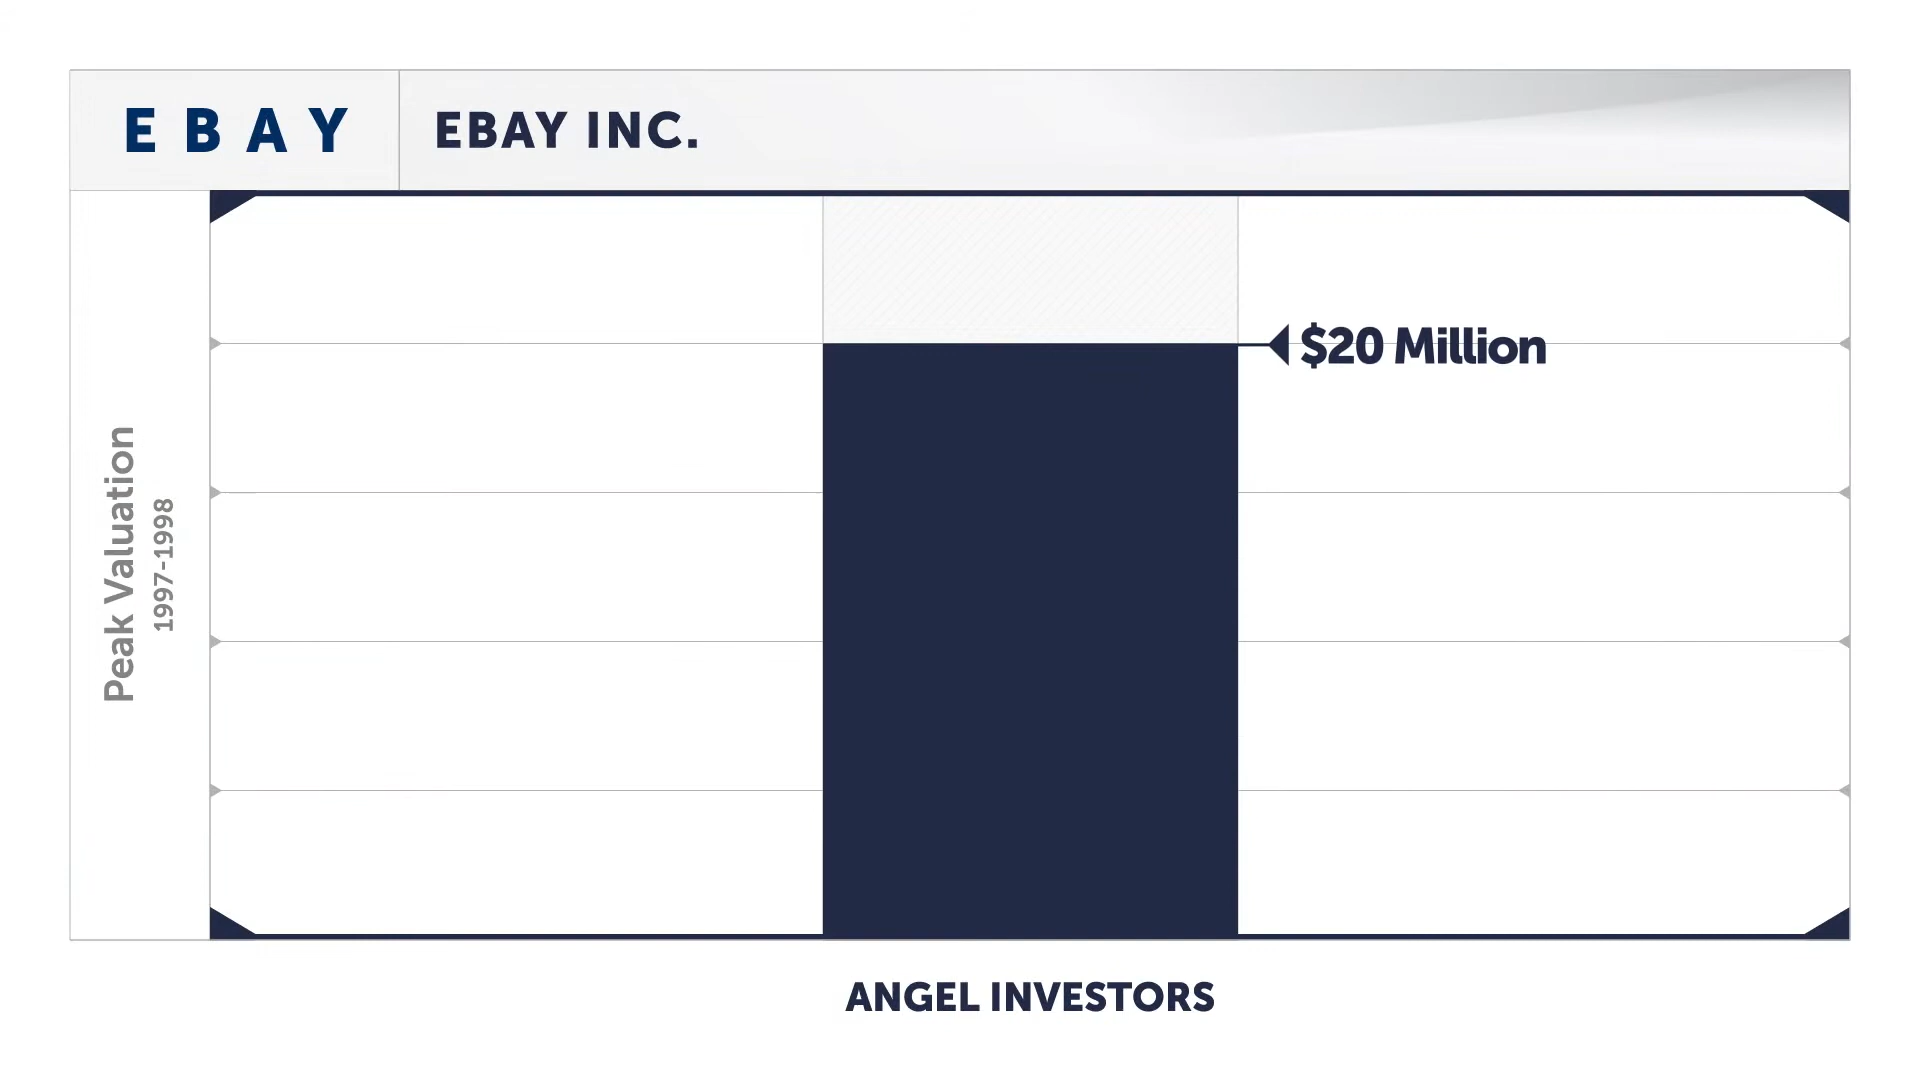 EBAY
EBAY INC.
Peak Valuation
1997-1998
$20 Million
ANGEL INVESTORS